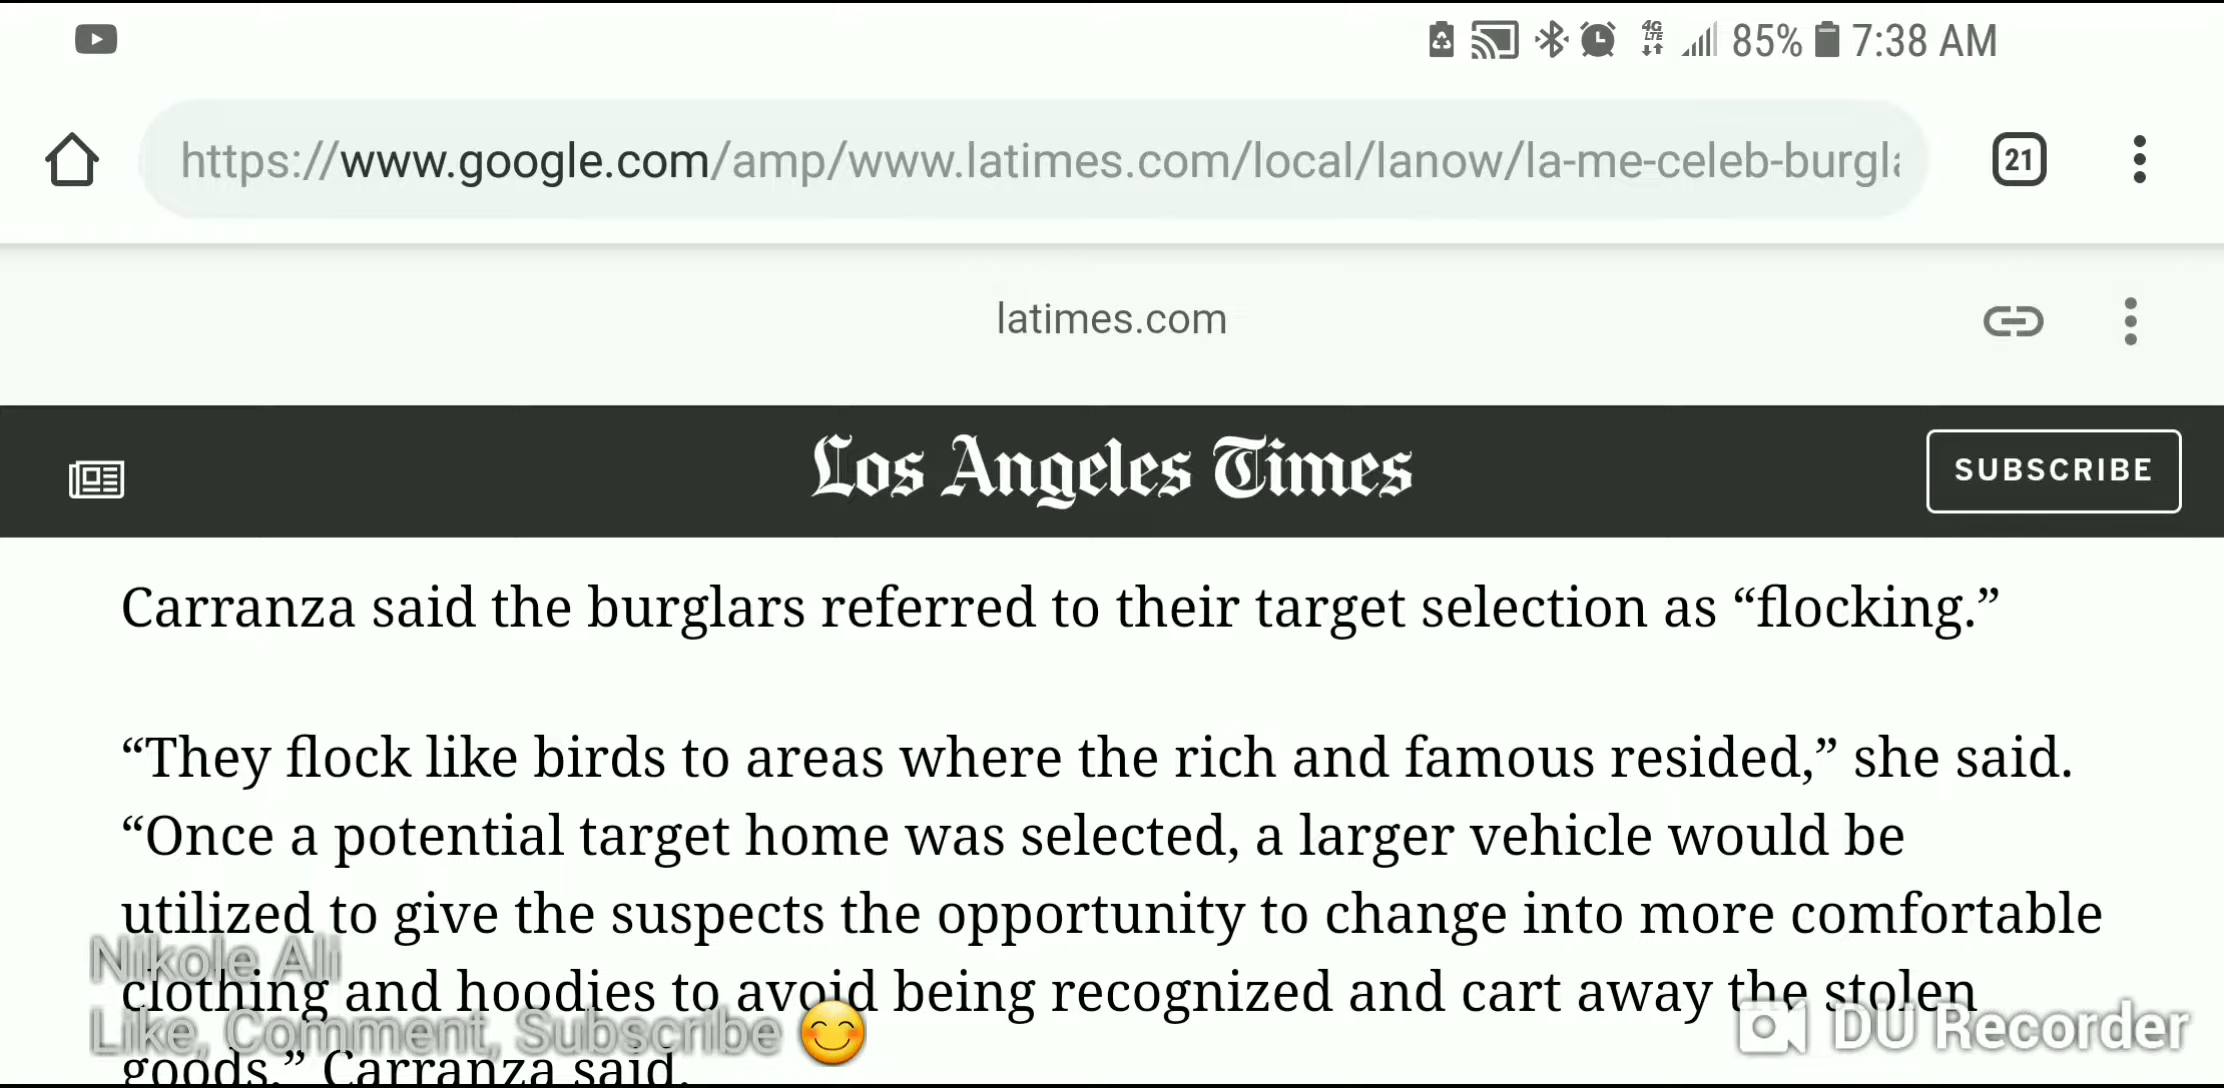 4G
LTE
85%
7:38 AM
https://www.google.com/amp/www.latimes.com/local/lanow/la-me-celeb-burgla
21
latimes.com
Los Angeles Times
SUBSCRIBE
Carranza said the burglars referred to their target selection as “flocking.”
“They flock like birds to areas where the rich and famous resided,” she said.
“Once a potential target home was selected, a larger vehicle would be
utilized to give the suspects the opportunity to change into more comfortable
Nikole Ali
clothing and hoodies to avoid being recognized and cart away the stolen
Like, Comment, Subscribe 😊
DU Recorder
goods.” Carranza said.